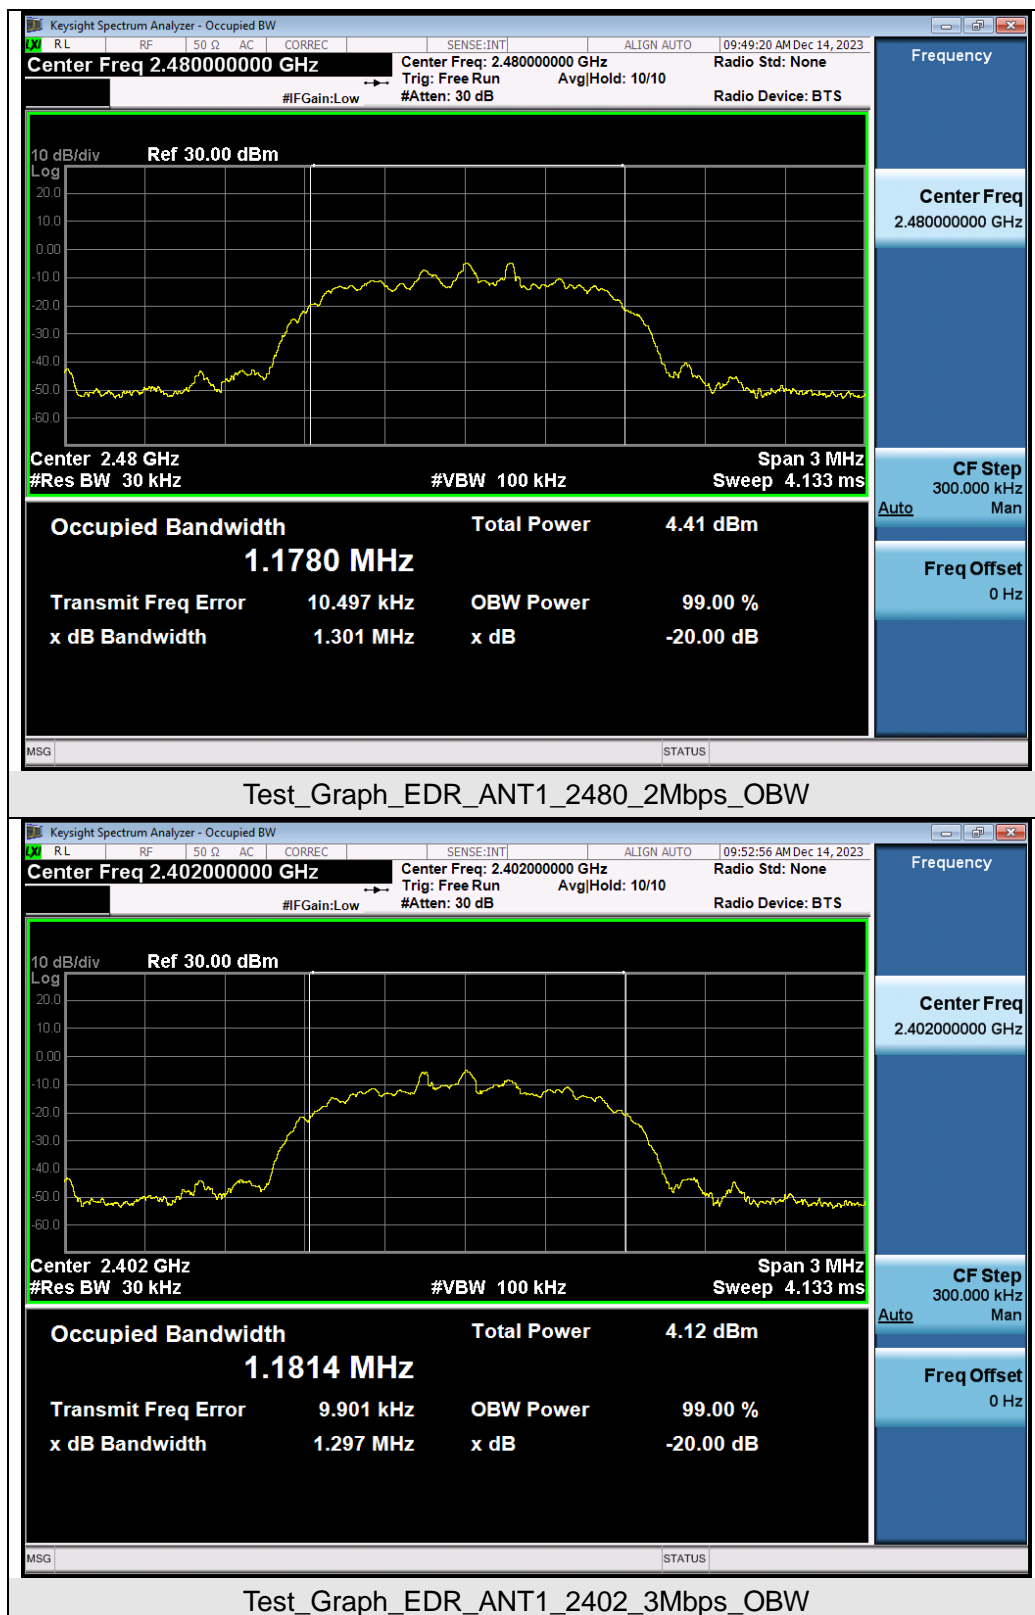 Keysight Spectrum Analyzer - Occupied BW
LXI RL RF 50 Ω AC CORREC SENSE:INT ALIGN AUTO 09:49:20 AM Dec 14, 2023
Center Freq 2.480000000 GHz
Center Freq: 2.480000000 GHz
Radio Std: None
Trig: Free Run Avg|Hold: 10/10
#IFGain:Low
#Atten: 30 dB
Radio Device: BTS
Frequency
10 dB/div Ref 30.00 dBm
Log
20.0
10.0
0.00
-10.0
-20.0
-30.0
-40.0
-50.0
-60.0
Center Freq
2.480000000 GHz
Center 2.48 GHz Span 3 MHz
#Res BW 30 kHz #VBW 100 kHz Sweep 4.133 ms
CF Step
300.000 kHz
Auto Man
Freq Offset
0 Hz
Occupied Bandwidth Total Power 4.41 dBm
1.1780 MHz
Transmit Freq Error 10.497 kHz OBW Power 99.00 %
x dB Bandwidth 1.301 MHz x dB -20.00 dB
MSG STATUS
Test_Graph_EDR_ANT1_2480_2Mbps_OBW
Keysight Spectrum Analyzer - Occupied BW
LXI RL RF 50 Ω AC CORREC SENSE:INT ALIGN AUTO 09:52:56 AM Dec 14, 2023
Center Freq 2.402000000 GHz
Center Freq: 2.402000000 GHz
Radio Std: None
Trig: Free Run Avg|Hold: 10/10
#IFGain:Low
#Atten: 30 dB
Radio Device: BTS
Frequency
10 dB/div Ref 30.00 dBm
Log
20.0
10.0
0.00
-10.0
-20.0
-30.0
-40.0
-50.0
-60.0
Center Freq
2.402000000 GHz
Center 2.402 GHz Span 3 MHz
#Res BW 30 kHz #VBW 100 kHz Sweep 4.133 ms
CF Step
300.000 kHz
Auto Man
Freq Offset
0 Hz
Occupied Bandwidth Total Power 4.12 dBm
1.1814 MHz
Transmit Freq Error 9.901 kHz OBW Power 99.00 %
x dB Bandwidth 1.297 MHz x dB -20.00 dB
MSG STATUS
Test_Graph_EDR_ANT1_2402_3Mbps_OBW